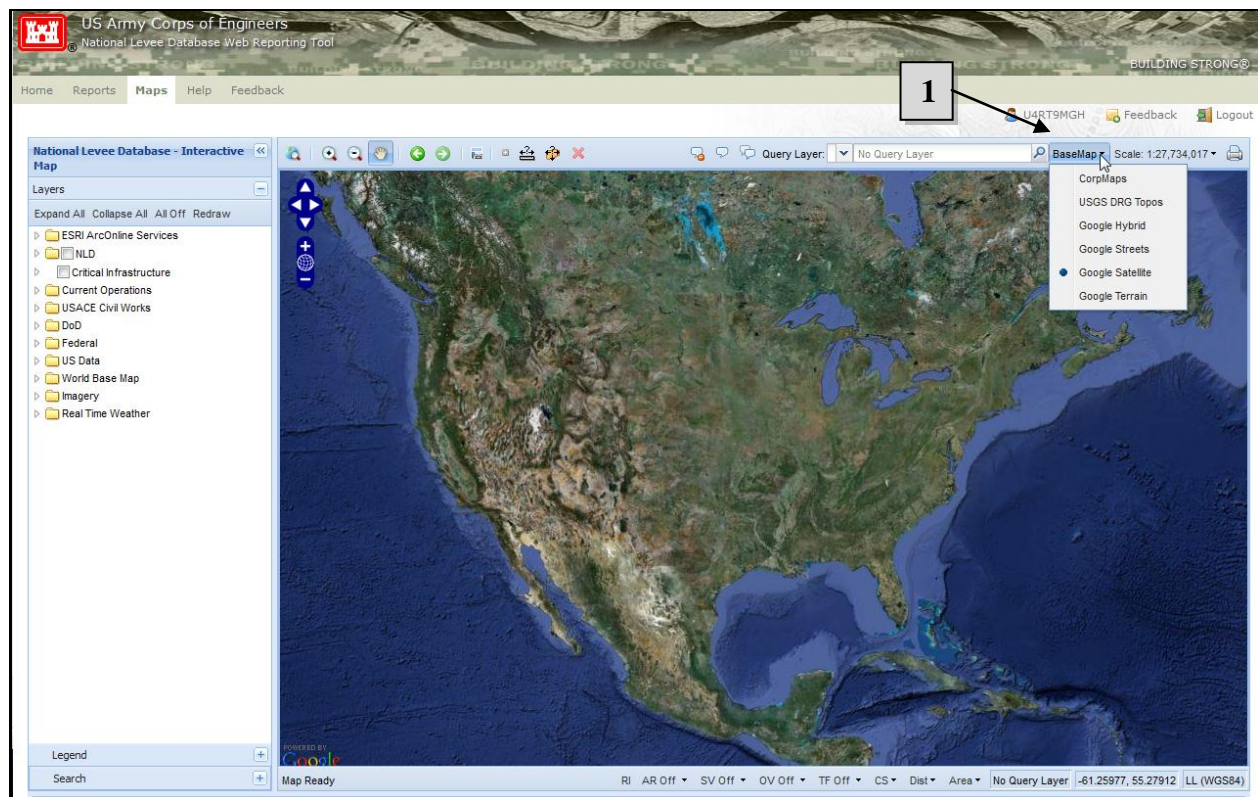 US Army Corps of Engineers
® National Levee Database Web Reporting Tool
BUILDING STRONG®
Home Reports Maps Help Feedback
1
U4RT9MGH Feedback Logout
National Levee Database - Interactive Map
Query Layer: No Query Layer BaseMap Scale: 1:27,734,017
Layers
Expand All Collapse All All Off Redraw
ESRI ArcOnline Services
NLD
Critical Infrastructure
Current Operations
USACE Civil Works
DoD
Federal
US Data
World Base Map
Imagery
Real Time Weather
CorpMaps
USGS DRG Topos
Google Hybrid
Google Streets
Google Satellite
Google Terrain
Legend
Search
POWERED BY
Google
Map Ready
RI AR Off SV Off OV Off TF Off CS Dist Area No Query Layer -61.25977, 55.27912 LL (WGS84)